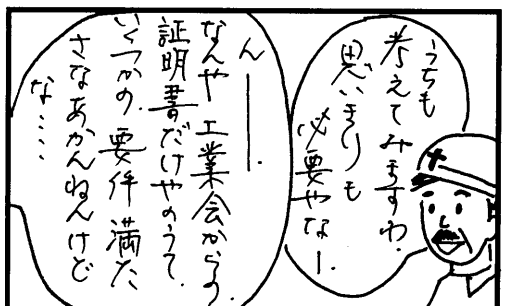 うちも
考えてみますわ。
思いきりも
必要やなー。
んー。
なんや工業会からの
証明書だけやのうて、
いくつかの要件満た
さなあかんねんけど
な……